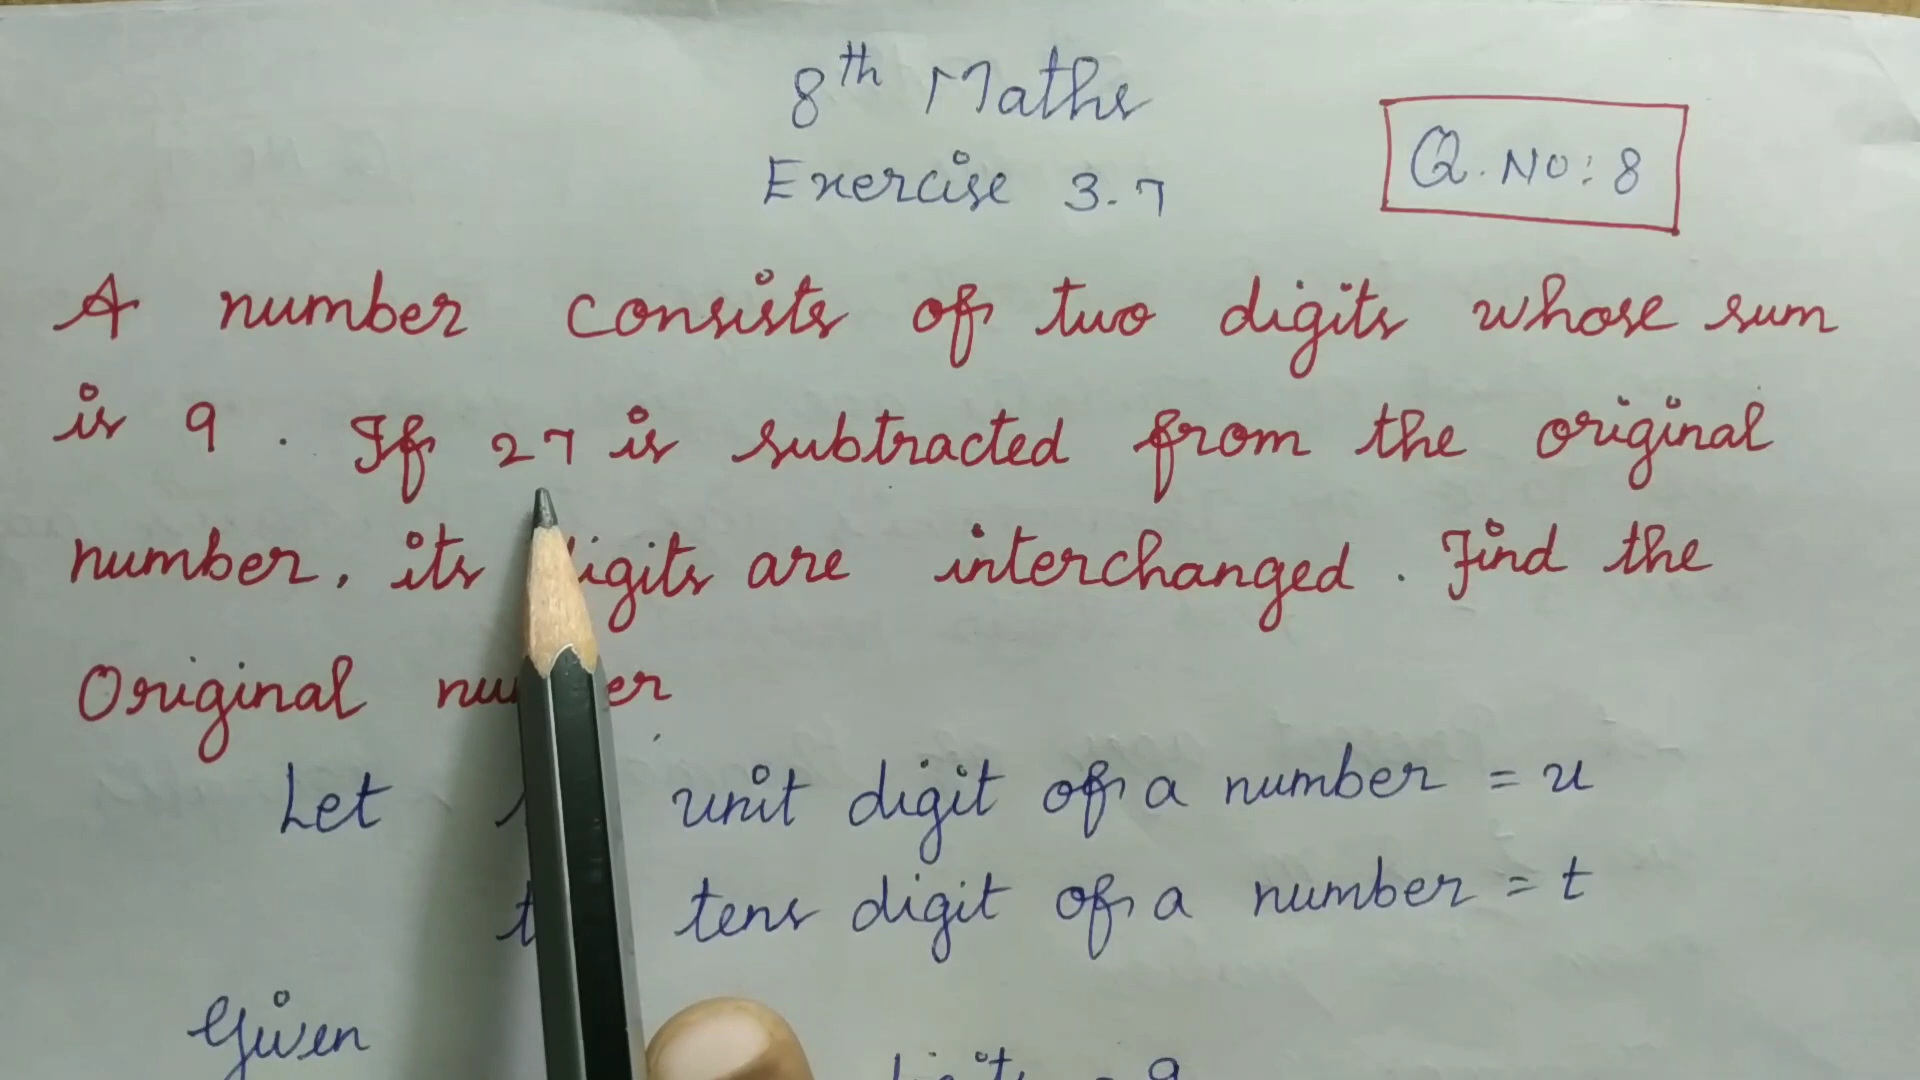 8th Maths
Exercise 3.7
Q. No: 8
A number consists of two digits whose sum
is 9. If 27 is subtracted from the original
number, its digits are interchanged. Find the
Original number
Let unit digit of a number = u
tens digit of a number = t
Given
= 9